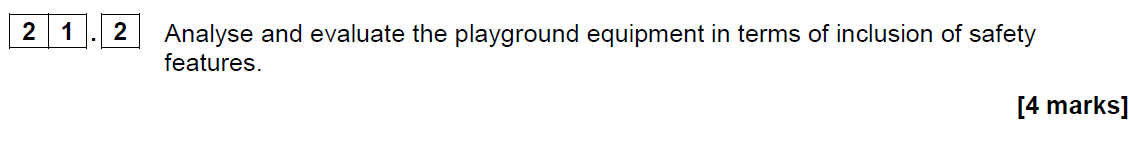 2 1 . 2 Analyse and evaluate the playground equipment in terms of inclusion of safety
features.
[4 marks]